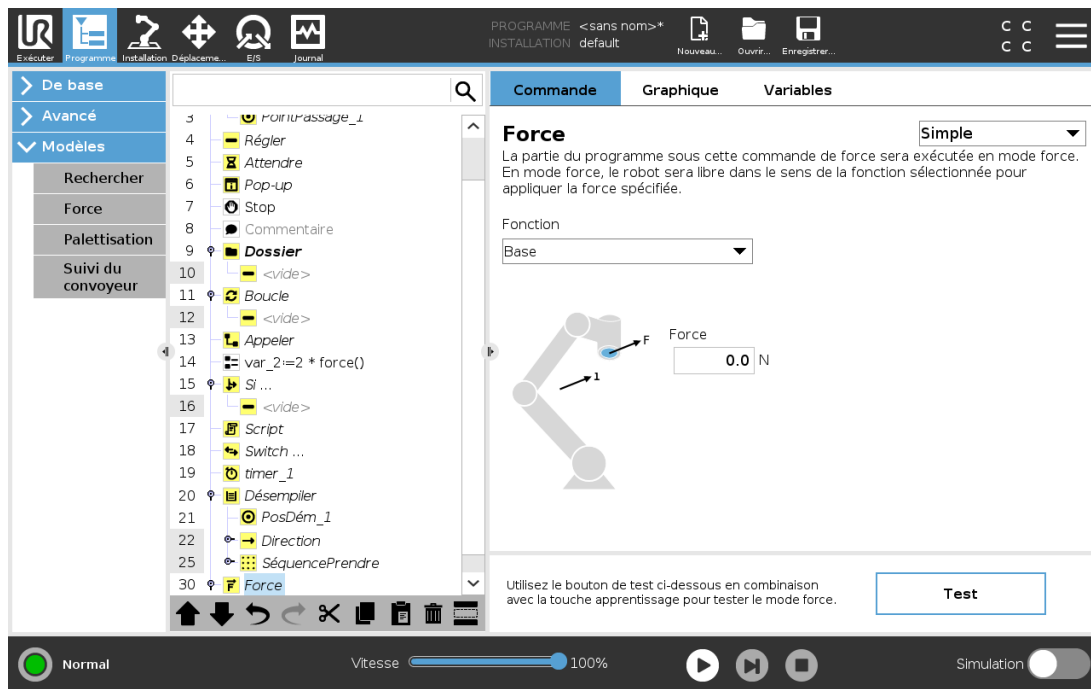 PROGRAMME <sans nom>*
INSTALLATION default
UR
Exécuter
Programme
Installation
Déplaceme...
E/S
Journal
Nouveau...
Ouvrir...
Enregistrer...
C C
C C
De base
Avancé
Modèles
Rechercher
Force
Palettisation
Suivi du
convoyeur
3 PointPassage_1
4 Régler
5 Attendre
6 Pop-up
7 Stop
8 Commentaire
9 Dossier
10 <vide>
11 Boucle
12 <vide>
13 Appeler
14 var_2:=2 * force()
15 Si ...
16 <vide>
17 Script
18 Switch ...
19 timer_1
20 Désempiler
21 PosDém_1
22 Direction
25 SéquencePrendre
30 Force
Commande
Graphique
Variables
Force
Simple
La partie du programme sous cette commande de force sera exécutée en mode force.
En mode force, le robot sera libre dans le sens de la fonction sélectionnée pour
appliquer la force spécifiée.
Fonction
Base
F
1
Force
0.0 N
Utilisez le bouton de test ci-dessous en combinaison
avec la touche apprentissage pour tester le mode force.
Test
Normal
Vitesse
100%
Simulation